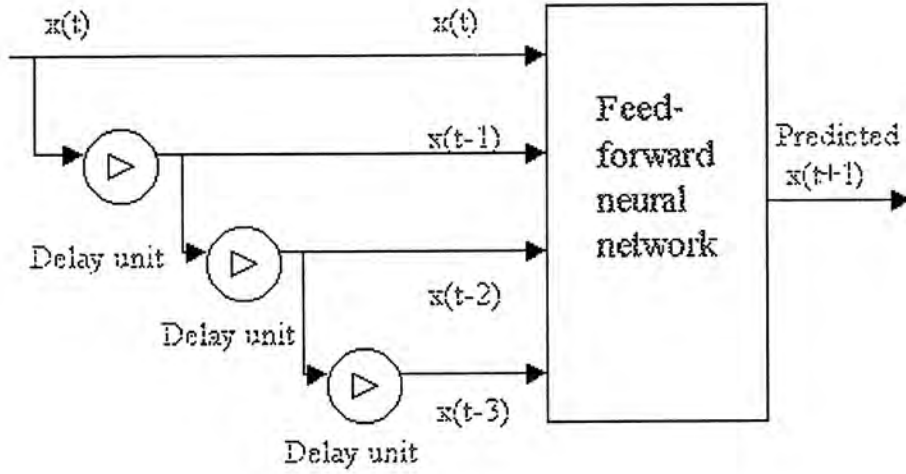 x(t)
x(t)
x(t-1)
Feed-
forward
neural
network
Predicted
x(t+1)
Delay unit
x(t-2)
Delay unit
x(t-3)
Delay unit